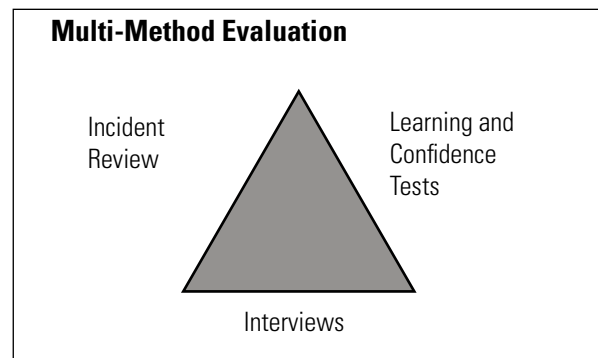 Multi-Method Evaluation
Incident
Review
Learning and
Confidence
Tests
Interviews